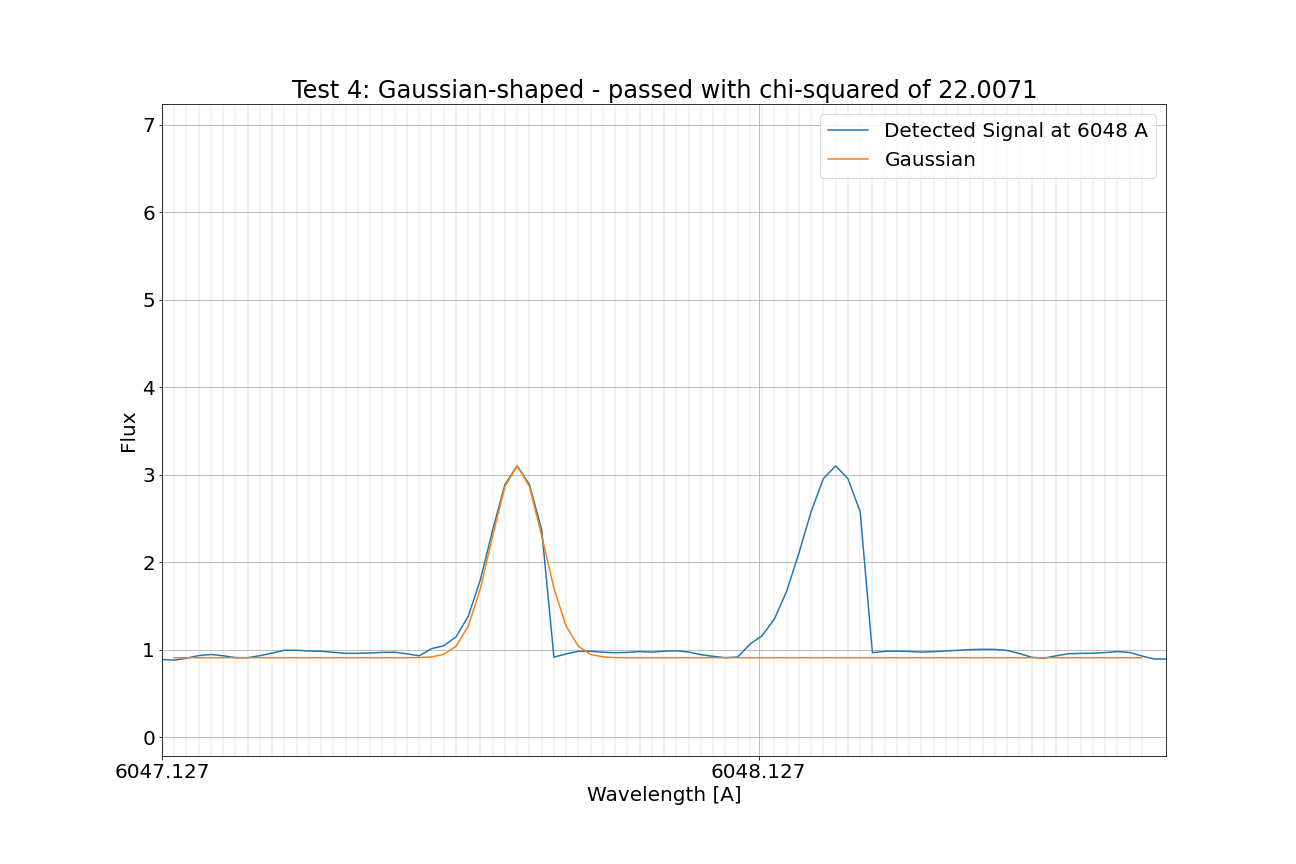 Test 4: Gaussian-shaped - passed with chi-squared of 22.0071
Detected Signal at 6048 A
Gaussian
7
6
5
4
3
2
1
0
Flux
6047.127 6048.127
Wavelength [A]